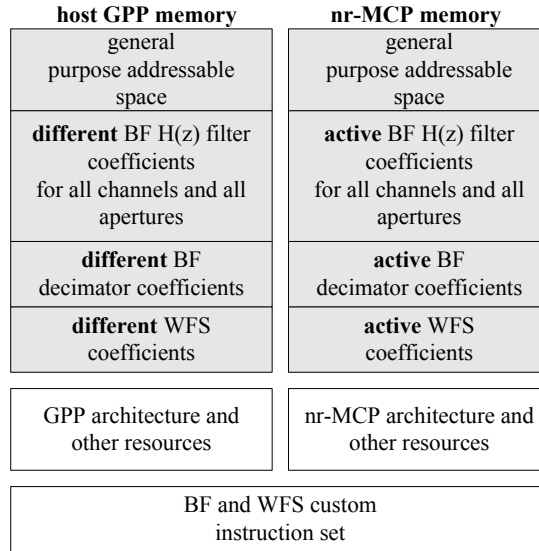 host GPP memory
general
purpose addressable
space
different BF H(z) filter
coefficients
for all channels and all
apertures
different BF
decimator coefficients
different WFS
coefficients
GPP architecture and
other resources
nr-MCP memory
general
purpose addressable
space
active BF H(z) filter
coefficients
for all channels and all
apertures
active BF
decimator coefficients
active WFS
coefficients
nr-MCP architecture and
other resources
BF and WFS custom
instruction set